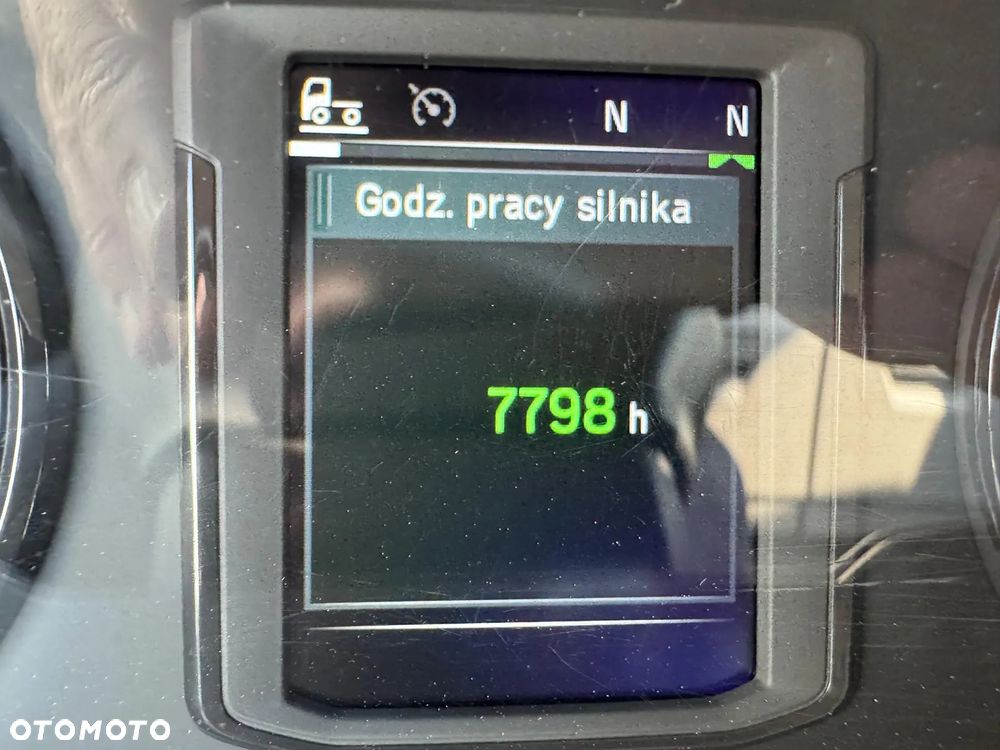 N N
Godz. pracy silnika
7798 h
OTOMOTO